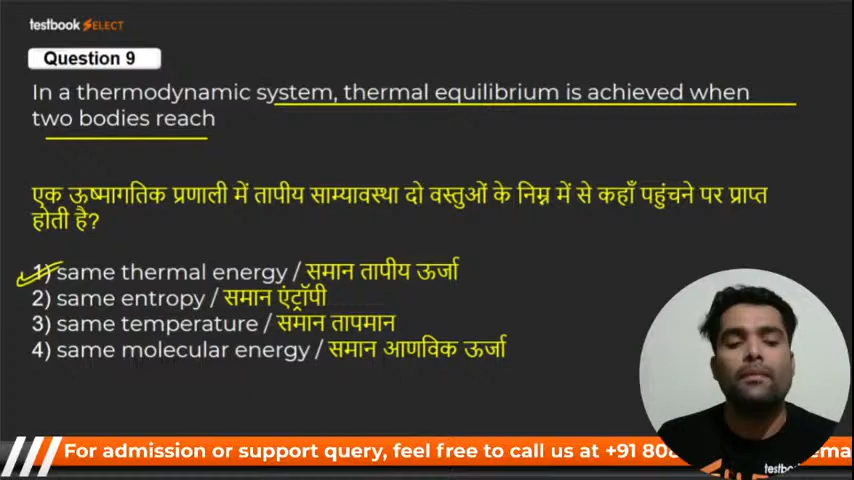 testbook SELECT
Question 9
In a thermodynamic system, thermal equilibrium is achieved when
two bodies reach
एक ऊष्मागतिक प्रणाली में तापीय साम्यावस्था दो वस्तुओं के निम्न में से कहाँ पहुंचने पर प्राप्त
होती है?
1) same thermal energy / समान तापीय ऊर्जा
2) same entropy / समान एंट्रॉपी
3) same temperature / समान तापमान
4) same molecular energy / समान आणविक ऊर्जा
For admission or support query, feel free to call us at +91
testbook